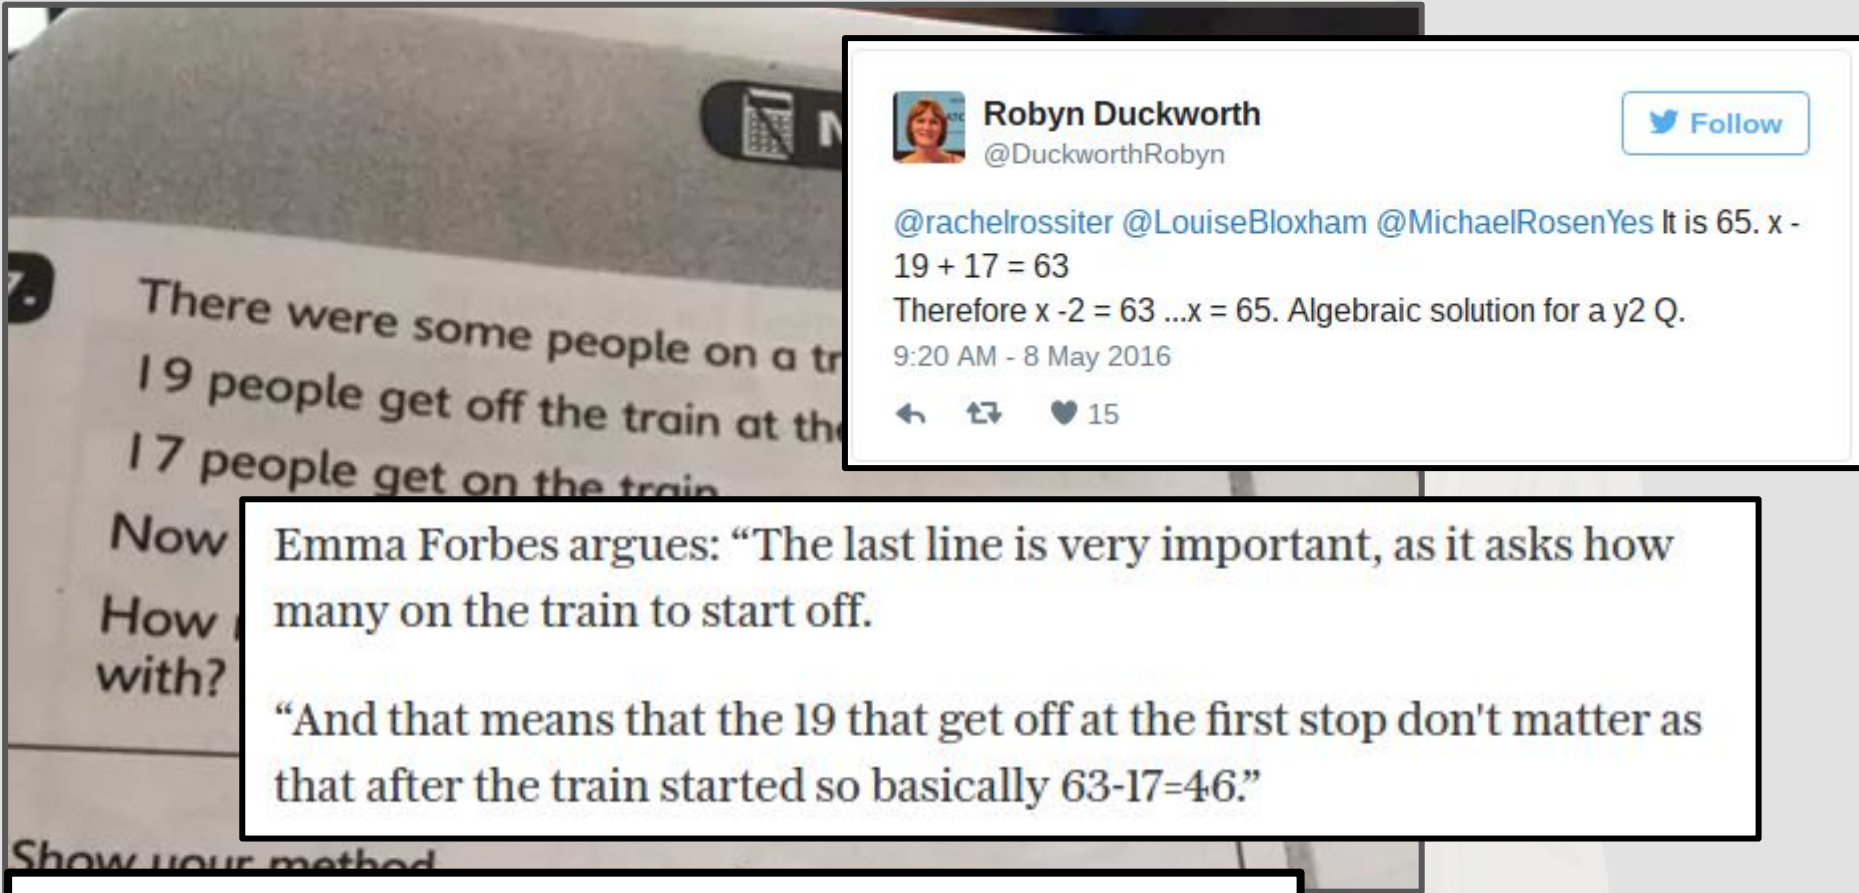 7.
There were some people on a
19 people get off the train at
17 people get on the train
Now
How
with?
Show your method
Robyn Duckworth
@DuckworthRobyn
Follow
@rachelrossiter @LouiseBloxham @MichaelRosenYes It is 65. x -
19 + 17 = 63
Therefore x -2 = 63 ...x = 65. Algebraic solution for a y2 Q.
9:20 AM - 8 May 2016
15
Emma Forbes argues: “The last line is very important, as it asks how
many on the train to start off.
“And that means that the 19 that get off at the first stop don't matter as
that after the train started so basically 63-17=46.”